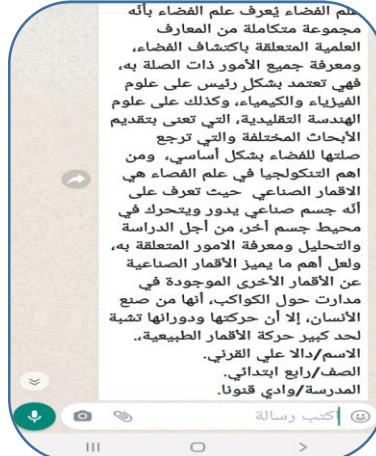 علم الفضاء يُعرف علم الفضاء بأنه
مجموعة متكاملة من المعارف
العلمية المتعلقة باكتشاف الفضاء،
ومعرفة جميع الأمور ذات الصلة به،
فهي تعتمد بشكلٍ رئيس على علوم
الفيزياء والكيمياء، وكذلك على علوم
الهندسة التقليدية، التي تعنى بتقديم
الأبحاث المختلفة والتي ترجع
صلتها للفضاء بشكل أساسي، ومن
اهم التنكولجيا في علم الفصاء هي
الاقمار الصناعي حيث تعرف على
أنّه جسم صناعي يدور ويتحرك في
محيط جسم أخر، من أجل الدراسة
والتحليل ومعرفة الامور المتعلقة به،
ولعل أهم ما يميز الأقمار الصناعية
عن الأقمار الأخرى الموجودة في
مدارت حول الكواكب، أنها من صنع
الأنسان، إلا أن حركتها ودورانها تشبة
لحد كبير حركة الأقمار الطبيعية،.
الاسم/دالا علي القرني.
الصف/رابع ابتدائي.
المدرسة/وادي قنونا.
اكتب رسالة